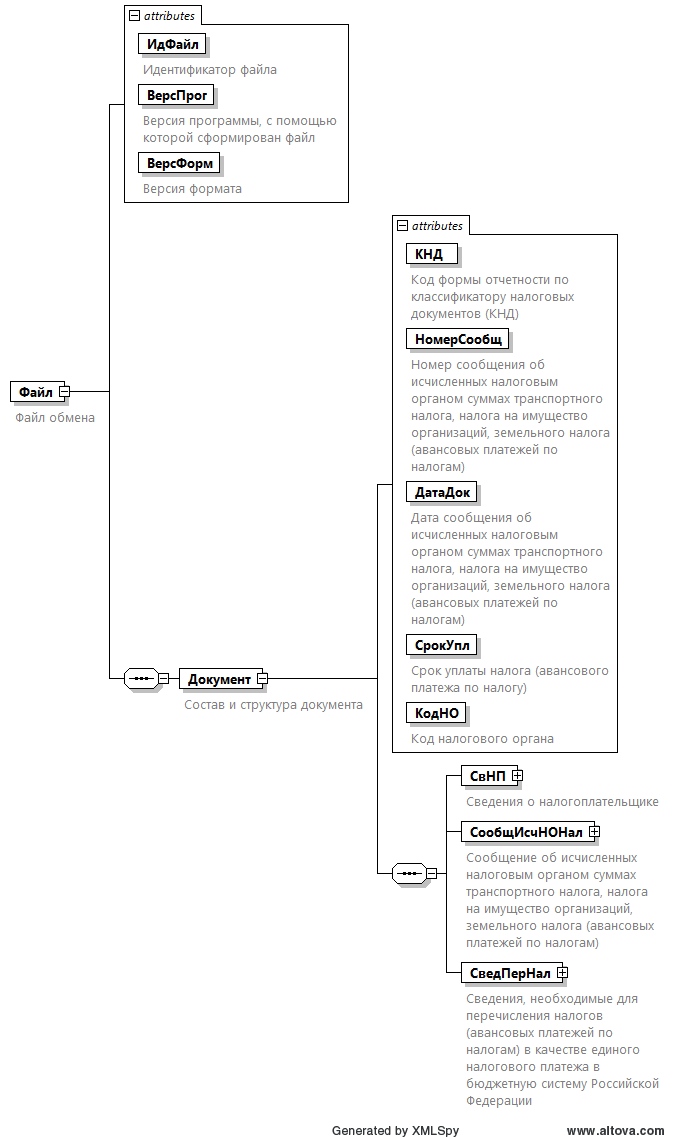 attributes
ИдФайл
Идентификатор файла
ВерсПрог
Версия программы, с помощью
которой сформирован файл
ВерсФорм
Версия формата
Файл
Файл обмена
Документ
Состав и структура документа
attributes
КНД
Код формы отчетности по
классификатору налоговых
документов (КНД)
НомерСообщ
Номер сообщения об
исчисленных налоговым
органом суммах транспортного
налога, налога на имущество
организаций, земельного налога
(авансовых платежей по
налогам)
ДатаДок
Дата сообщения об
исчисленных налоговым
органом суммах транспортного
налога, налога на имущество
организаций, земельного налога
(авансовых платежей по
налогам)
СрокУпл
Срок уплаты налога (авансового
платежа по налогу)
КодНО
Код налогового органа
СвНП
Сведения о налогоплательщике
СообщИсчНОНал
Сообщение об исчисленных
налоговым органом суммах
транспортного налога, налога
на имущество организаций,
земельного налога (авансовых
платежей по налогам)
СведПерНал
Сведения, необходимые для
перечисления налогов
(авансовых платежей по
налогам) в качестве единого
налогового платежа в
бюджетную систему Российской
Федерации
Generated by XMLSpy
www.altova.com